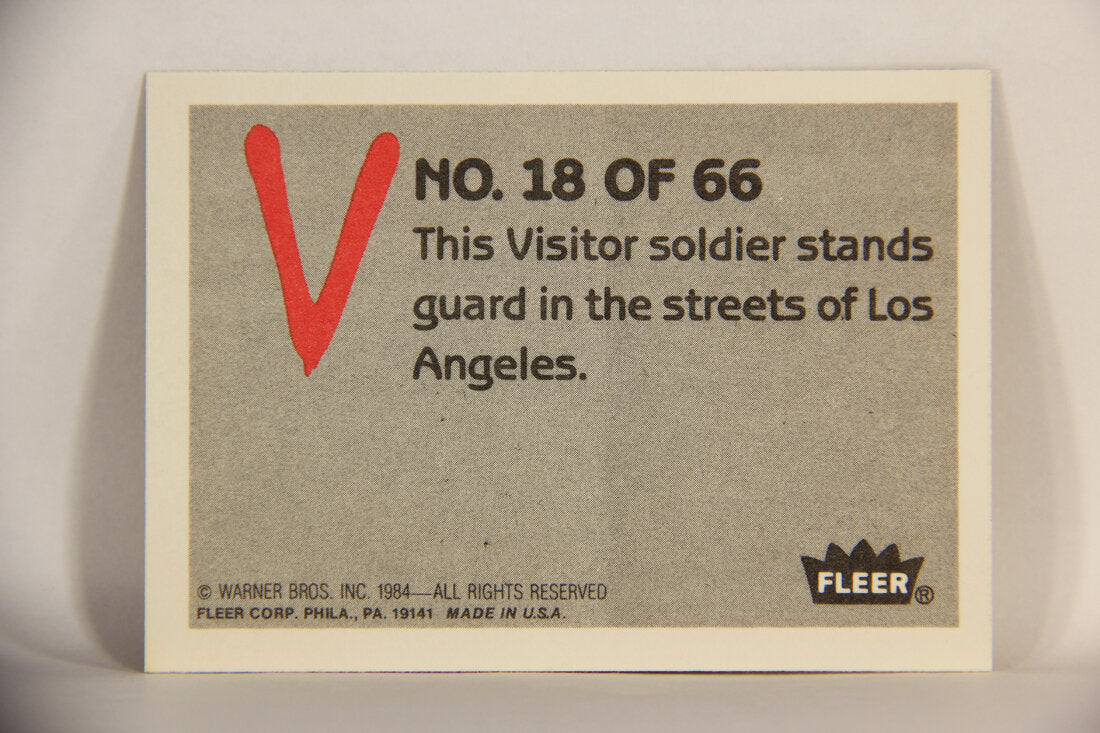 V
NO. 18 OF 66
This Visitor soldier stands
guard in the streets of Los
Angeles.
© WARNER BROS. INC. 1984—ALL RIGHTS RESERVED
FLEER CORP. PHILA., PA. 19141 MADE IN U.S.A.
FLEER®